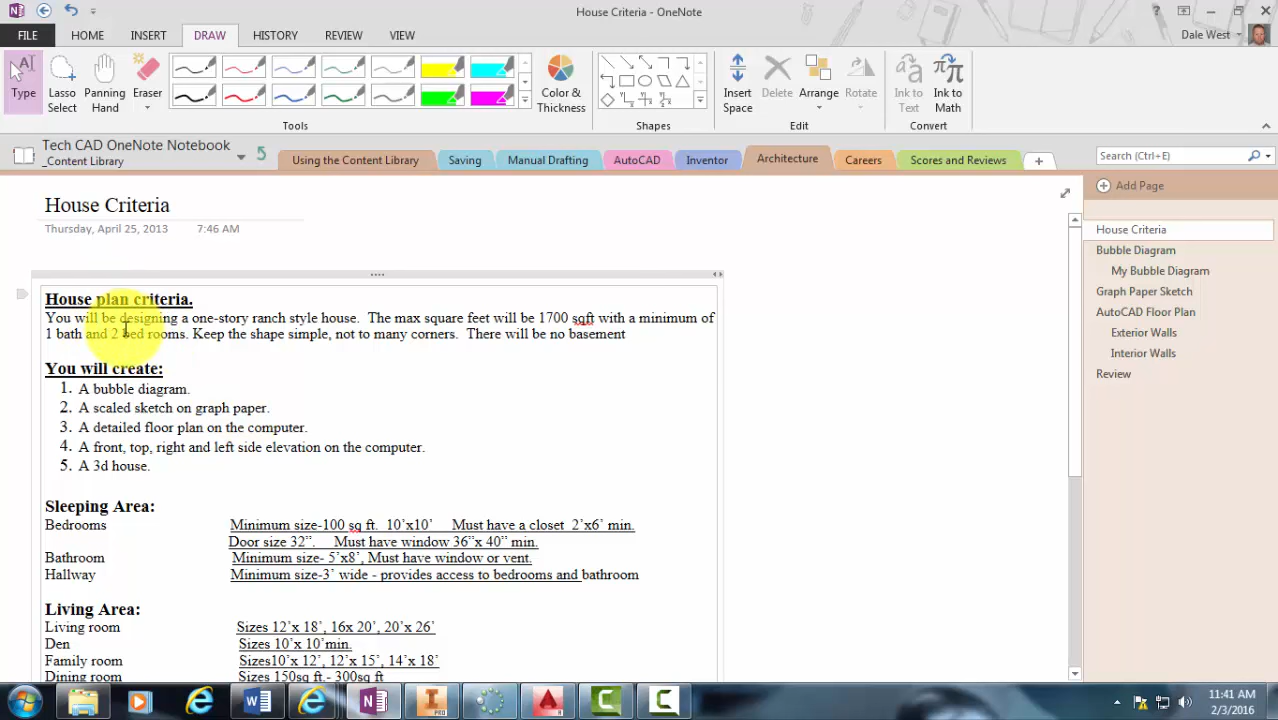 House Criteria - OneNote
?
FILE HOME INSERT DRAW HISTORY REVIEW VIEW
Dale West
Type
Lasso Select
Panning Hand
Eraser
Color & Thickness
Insert Space
Delete
Arrange
Rotate
Ink to Text
Ink to Math
Tools Shapes Edit Convert
Tech CAD OneNote Notebook
_Content Library
Using the Content Library Saving Manual Drafting AutoCAD Inventor Architecture Careers Scores and Reviews +
Search (Ctrl+E)
Add Page
House Criteria
Bubble Diagram
My Bubble Diagram
Graph Paper Sketch
AutoCAD Floor Plan
Exterior Walls
Interior Walls
Review
House Criteria
Thursday, April 25, 2013 7:46 AM
House plan criteria.
You will be designing a one-story ranch style house. The max square feet will be 1700 sqft with a minimum of
1 bath and 2 bed rooms. Keep the shape simple, not to many corners. There will be no basement
You will create:
1. A bubble diagram.
2. A scaled sketch on graph paper.
3. A detailed floor plan on the computer.
4. A front, top, right and left side elevation on the computer.
5. A 3d house.
Sleeping Area:
Bedrooms Minimum size-100 sq ft. 10’x10’ Must have a closet 2’x6’ min.
Door size 32”. Must have window 36”x 40” min.
Bathroom Minimum size- 5’x8’, Must have window or vent.
Hallway Minimum size-3’ wide - provides access to bedrooms and bathroom
Living Area:
Living room Sizes 12’x 18’, 16x 20’, 20’x 26’
Den Sizes 10’x 10’min.
Family room Sizes10’x 12’, 12’x 15’, 14’x 18’
Dining room Sizes 150sq ft.- 300sq ft
11:41 AM
2/3/2016